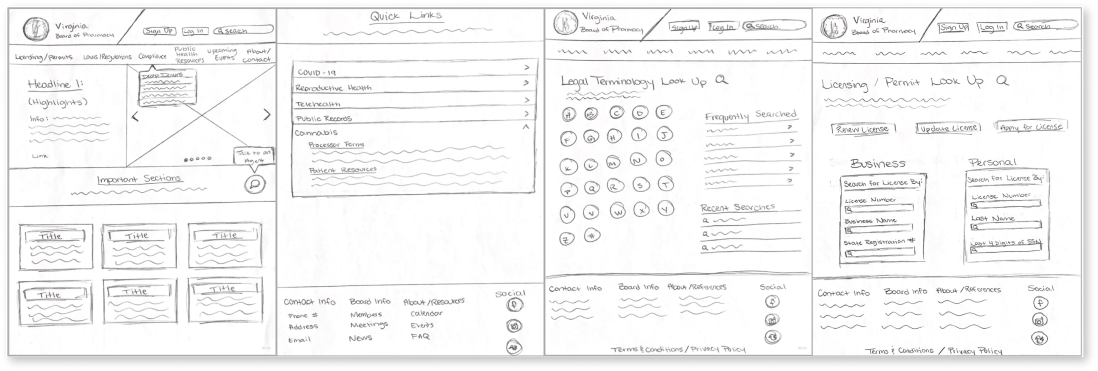 Virginia
Board of Pharmacy
Sign Up
Log In
Search
Licensing/Permits
Laws/Regulations
Compliance
Public Health Resources
Upcoming Events
About/Contact
Headline 1:
(Highlights)
Info:
Link
Drop Downs
Talk to an Agent
Important Sections
Title
Title
Title
Title
Title
Title
Quick Links
COVID-19
Reproductive Health
Telehealth
Public Records
Cannabis
Processor Forms
Patient Resources
Contact Info
Phone #
Address
Email
Board Info
Members
Meetings
News
About/Resources
Calendar
Events
FAQ
Social
Virginia
Board of Pharmacy
Sign Up
Log In
Search
Legal Terminology Look Up
A B C D E
F G H I J
K L M N O
P Q R S T
U V W X Y
Z #
Frequently Searched
Recent Searches
Contact Info
Board Info
About/References
Social
f
Terms & Conditions / Privacy Policy
Virginia
Board of Pharmacy
Sign Up
Log In
Search
Licensing / Permit Look Up
Renew License
Update License
Apply for License
Business
Search for License By:
License Number
Business Name
State Registration #
Personal
Search for License By:
License Number
Last Name
Last 4 Digits of SSN
Contact Info
Board Info
About/References
Social
f
Terms & Conditions / Privacy Policy